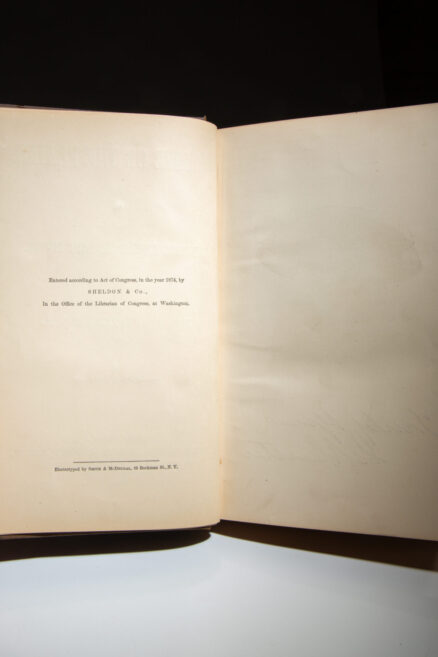 Entered according to Act of Congress, in the year 1874, by
SHELDON & Co.,
In the Office of the Librarian of Congress, at Washington.
Electrotyped by Smith & McDougal, 82 Beekman St., N. Y.